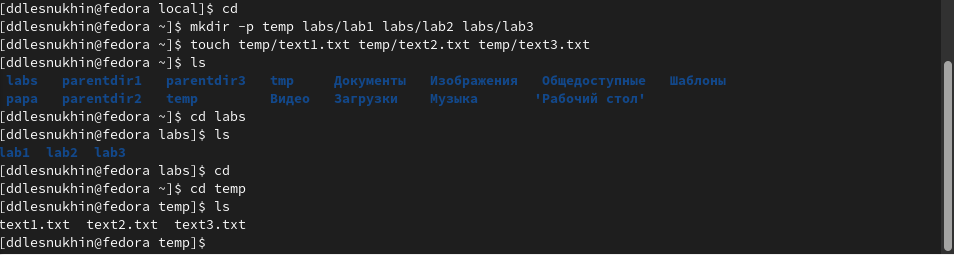 [ddlesnukhin@fedora local]$ cd
[ddlesnukhin@fedora ~]$ mkdir -p temp labs/lab1 labs/lab2 labs/lab3
[ddlesnukhin@fedora ~]$ touch temp/text1.txt temp/text2.txt temp/text3.txt
[ddlesnukhin@fedora ~]$ ls
labs parentdir1 parentdir3 tmp Документы Изображения Общедоступные Шаблоны
papa parentdir2 temp Видео Загрузки Музыка 'Рабочий стол'
[ddlesnukhin@fedora ~]$ cd labs
[ddlesnukhin@fedora labs]$ ls
lab1 lab2 lab3
[ddlesnukhin@fedora labs]$ cd
[ddlesnukhin@fedora ~]$ cd temp
[ddlesnukhin@fedora temp]$ ls
text1.txt text2.txt text3.txt
[ddlesnukhin@fedora temp]$